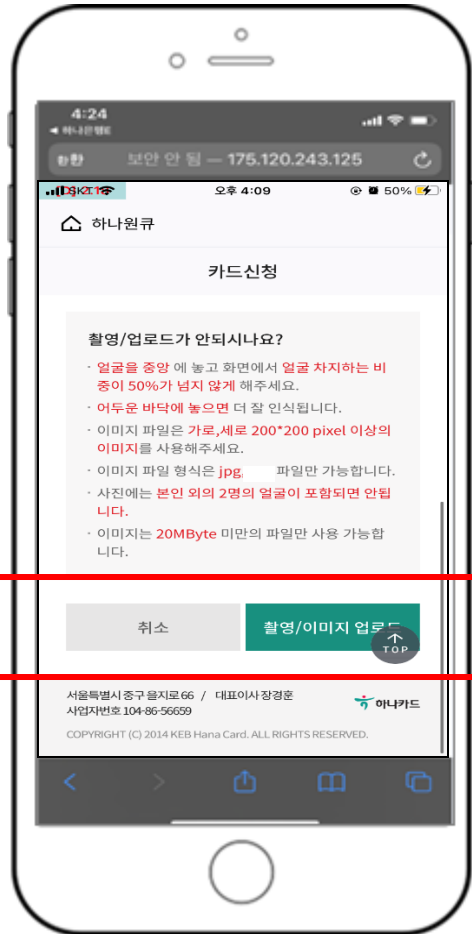 4:24
◀ 하나은행E
보안 안 됨 — 175.120.243.125
SKT
오후 4:09
50%
하나원큐
카드신청
촬영/업로드가 안되시나요?
· 얼굴을 중앙 에 놓고 화면에서 얼굴 차지하는 비
중이 50%가 넘지 않게 해주세요.
· 어두운 바닥에 놓으면 더 잘 인식됩니다.
· 이미지 파일은 가로,세로 200*200 pixel 이상의
이미지를 사용해주세요.
· 이미지 파일 형식은 jpg, 파일만 가능합니다.
· 사진에는 본인 외의 2명의 얼굴이 포함되면 안됩
니다.
· 이미지는 20MByte 미만의 파일만 사용 가능합
니다.
취소
촬영/이미지 업로드
TOP
서울특별시 중구 을지로 66 / 대표이사 장경훈
사업자번호 104-86-56659
하나카드
COPYRIGHT (C) 2014 KEB Hana Card. ALL RIGHTS RESERVED.